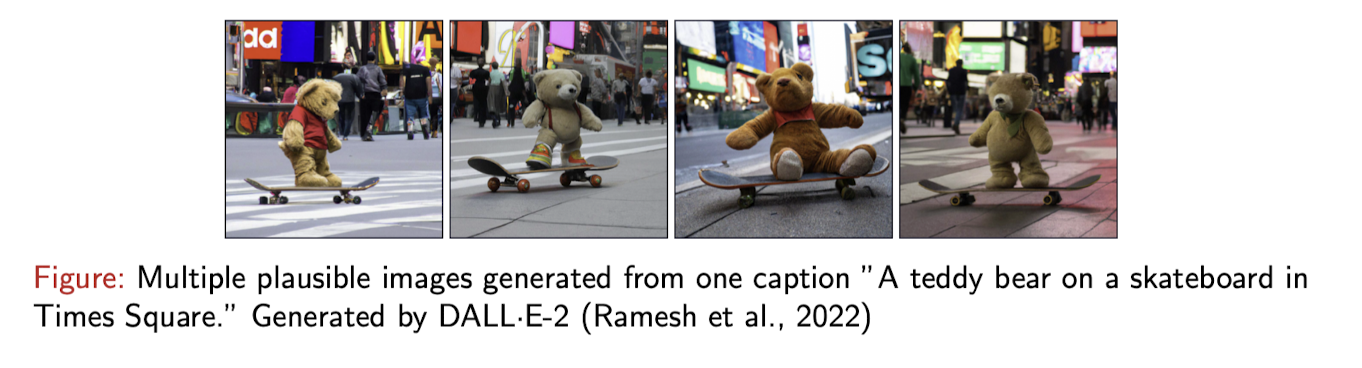 Figure: Multiple plausible images generated from one caption "A teddy bear on a skateboard in
Times Square." Generated by DALL·E-2 (Ramesh et al., 2022)